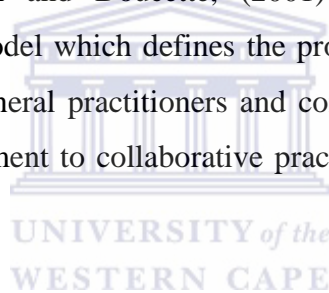 and Doucette, (2001)
odel which defines the pro
neral practitioners and co
ment to collaborative prac
UNIVERSITY of the
WESTERN CAPE